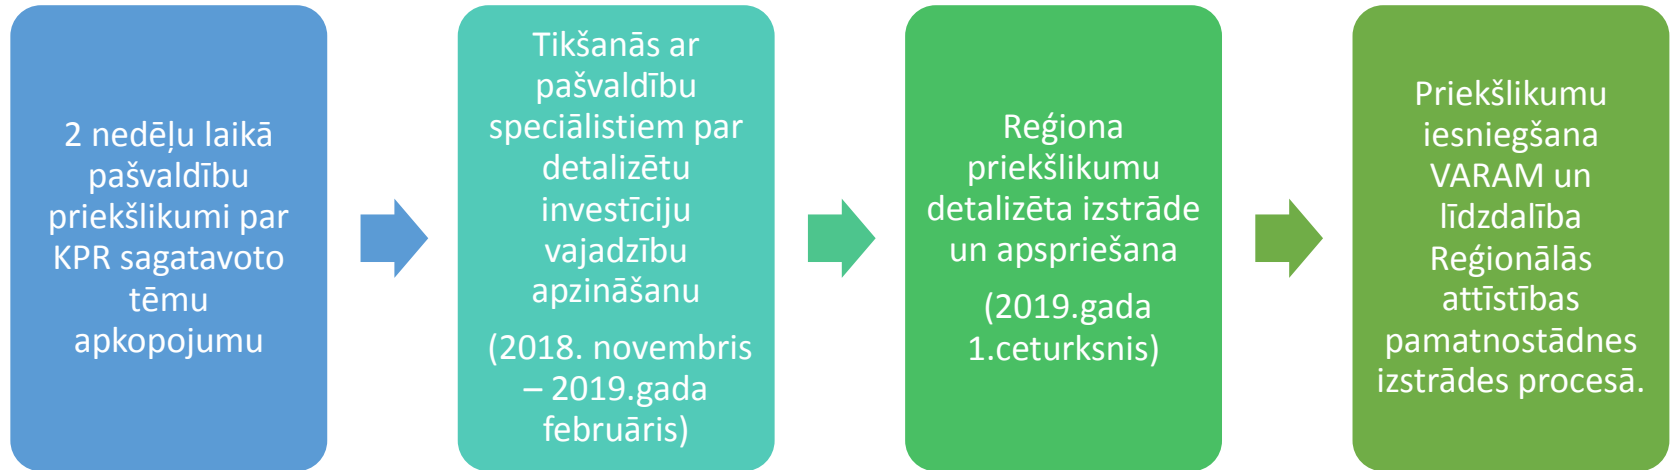 2 nedēļu laikā
pašvaldību
priekšlikumi par
KPR sagatavoto
tēmu
apkopojumu
Tikšanās ar
pašvaldību
speciālistiem par
detalizētu
investīciju
vajadzību
apzināšanu
(2018. novembris
– 2019.gada
februāris)
Reģiona
priekšlikumu
detalizēta izstrāde
un apspriešana
(2019.gada
1.ceturksnis)
Priekšlikumu
iesniegšana
VARAM un
līdzdalība
Reģionālās
attīstības
pamatnostādnes
izstrādes procesā.